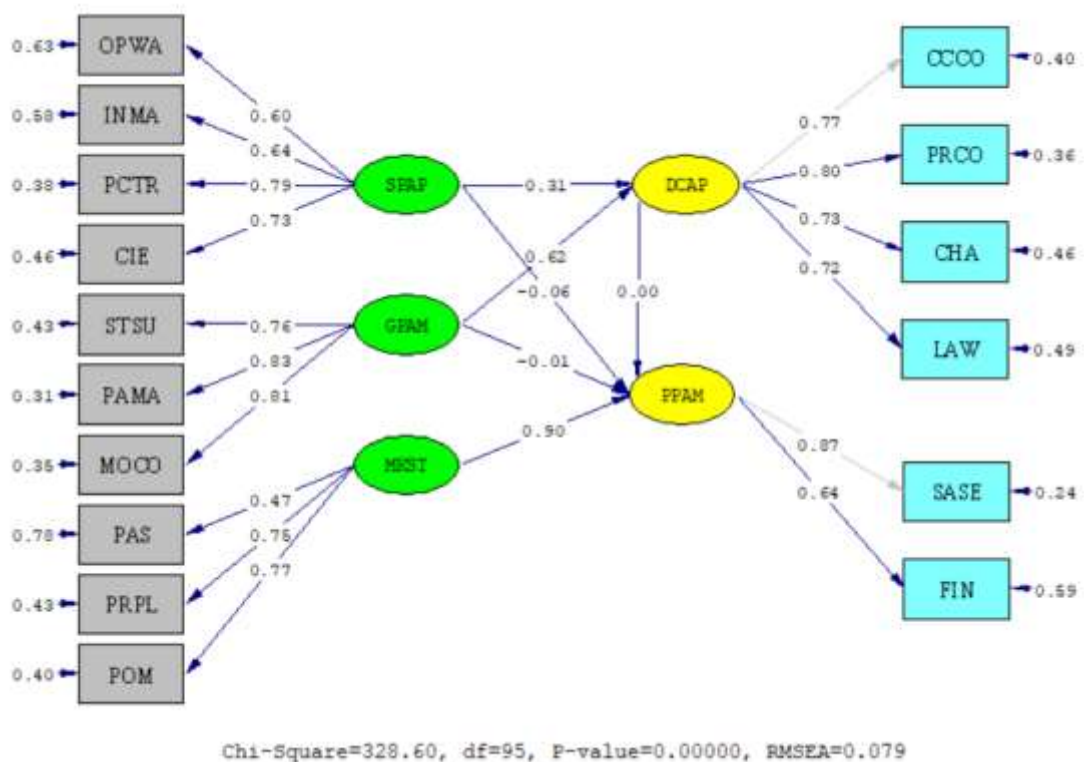 0.63 OPWA
CCCO 0.40
0.60
0.58 INMA
0.77
0.64
PRCO 0.36
0.80
0.38 PCTR
0.79
SPAP
0.31
DCAP
0.73
0.73
0.46 CIE
CHA 0.46
0.62
0.72
-0.06
0.00
0.43 STSU
0.76
GPAM
0.83
LAW 0.49
-0.01
0.31 PAMA
0.81
PPAM
0.90
0.87
0.35 MOCO
0.64
SASE 0.24
0.47
0.78 PAS
0.77
FIN 0.59
0.43 PRPL
0.40 POM
Chi-Square=328.60, df=95, P-value=0.00000, RMSEA=0.079